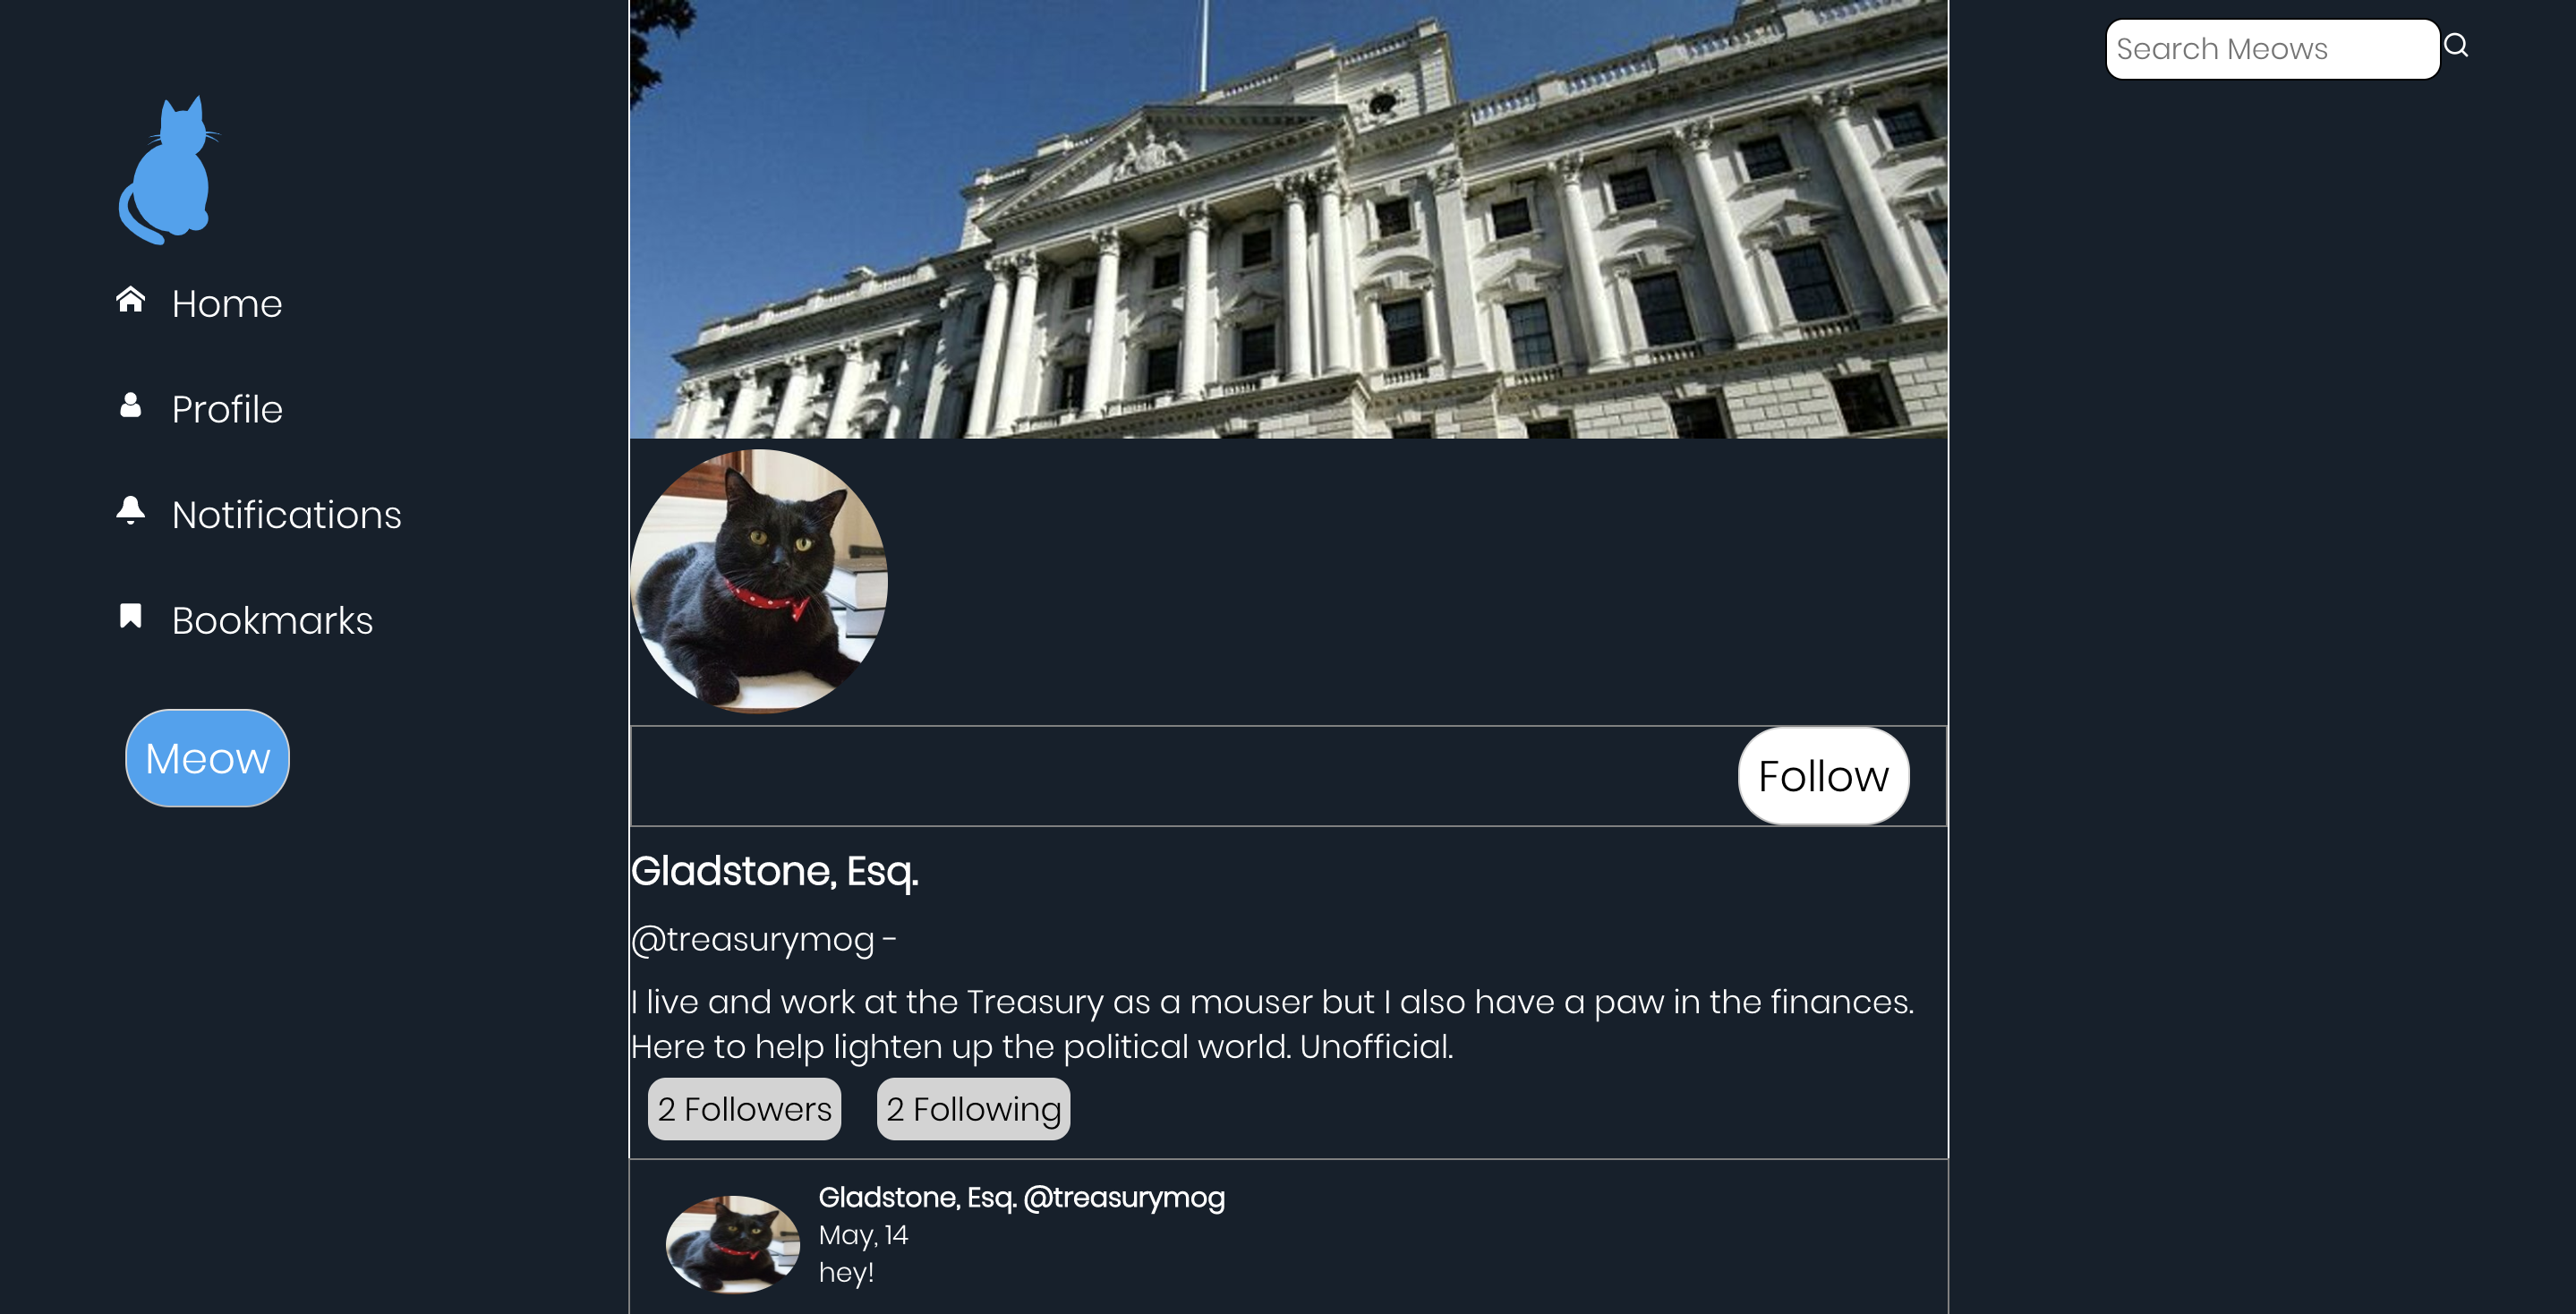 Search Meows
Home
Profile
Notifications
Bookmarks
Meow
Follow
Gladstone, Esq.
@treasurymog -
I live and work at the Treasury as a mouser but I also have a paw in the finances.
Here to help lighten up the political world. Unofficial.
2 Followers
2 Following
Gladstone, Esq. @treasurymog
May, 14
hey!